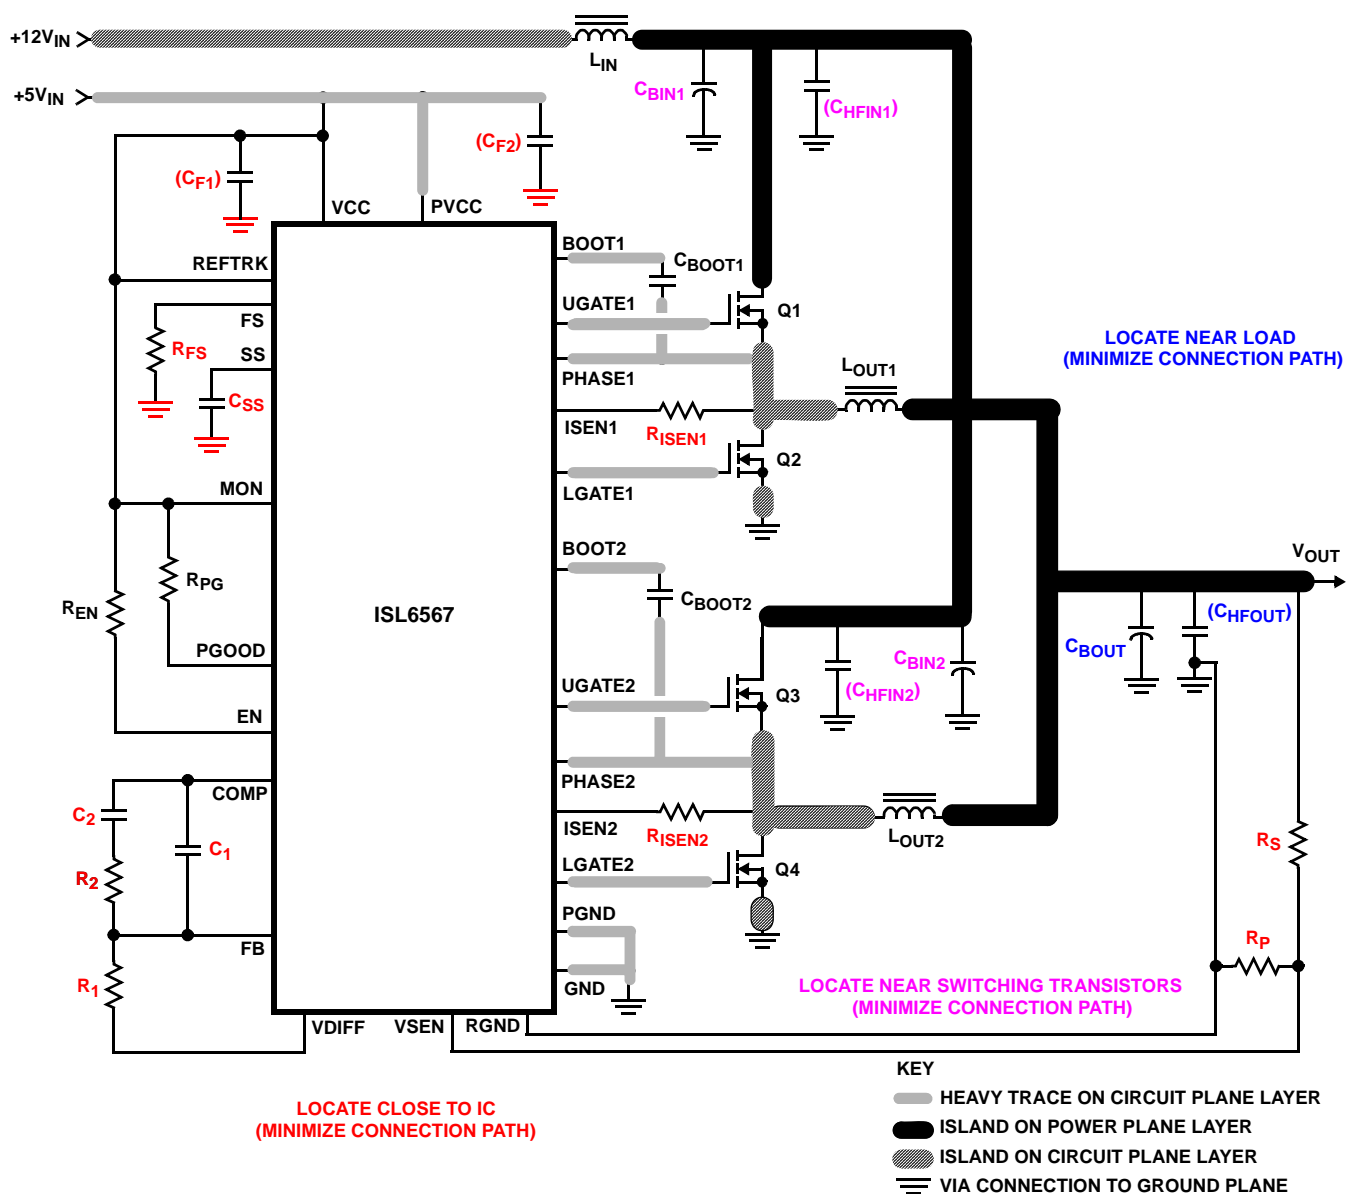 +12VIN
LIN
+5VIN
CBIN1
(CHFIN1)
(CF1)
(CF2)
VCC
PVCC
REFTRK
FS
RFS
SS
CSS
MON
RPG
REN
PGOOD
EN
COMP
C2
C1
R2
FB
R1
VDIFF
VSEN
RGND
ISL6567
BOOT1
CBOOT1
UGATE1
Q1
PHASE1
LOUT1
ISEN1
RISEN1
Q2
LGATE1
LOCATE NEAR LOAD
(MINIMIZE CONNECTION PATH)
BOOT2
CBOOT2
VOUT
(CHFOUT)
CBOUT
CBIN2
(CHFIN2)
UGATE2
Q3
PHASE2
ISEN2
RISEN2
LOUT2
LGATE2
Q4
RS
PGND
GND
RP
LOCATE NEAR SWITCHING TRANSISTORS
(MINIMIZE CONNECTION PATH)
LOCATE CLOSE TO IC
(MINIMIZE CONNECTION PATH)
KEY
HEAVY TRACE ON CIRCUIT PLANE LAYER
ISLAND ON POWER PLANE LAYER
ISLAND ON CIRCUIT PLANE LAYER
VIA CONNECTION TO GROUND PLANE